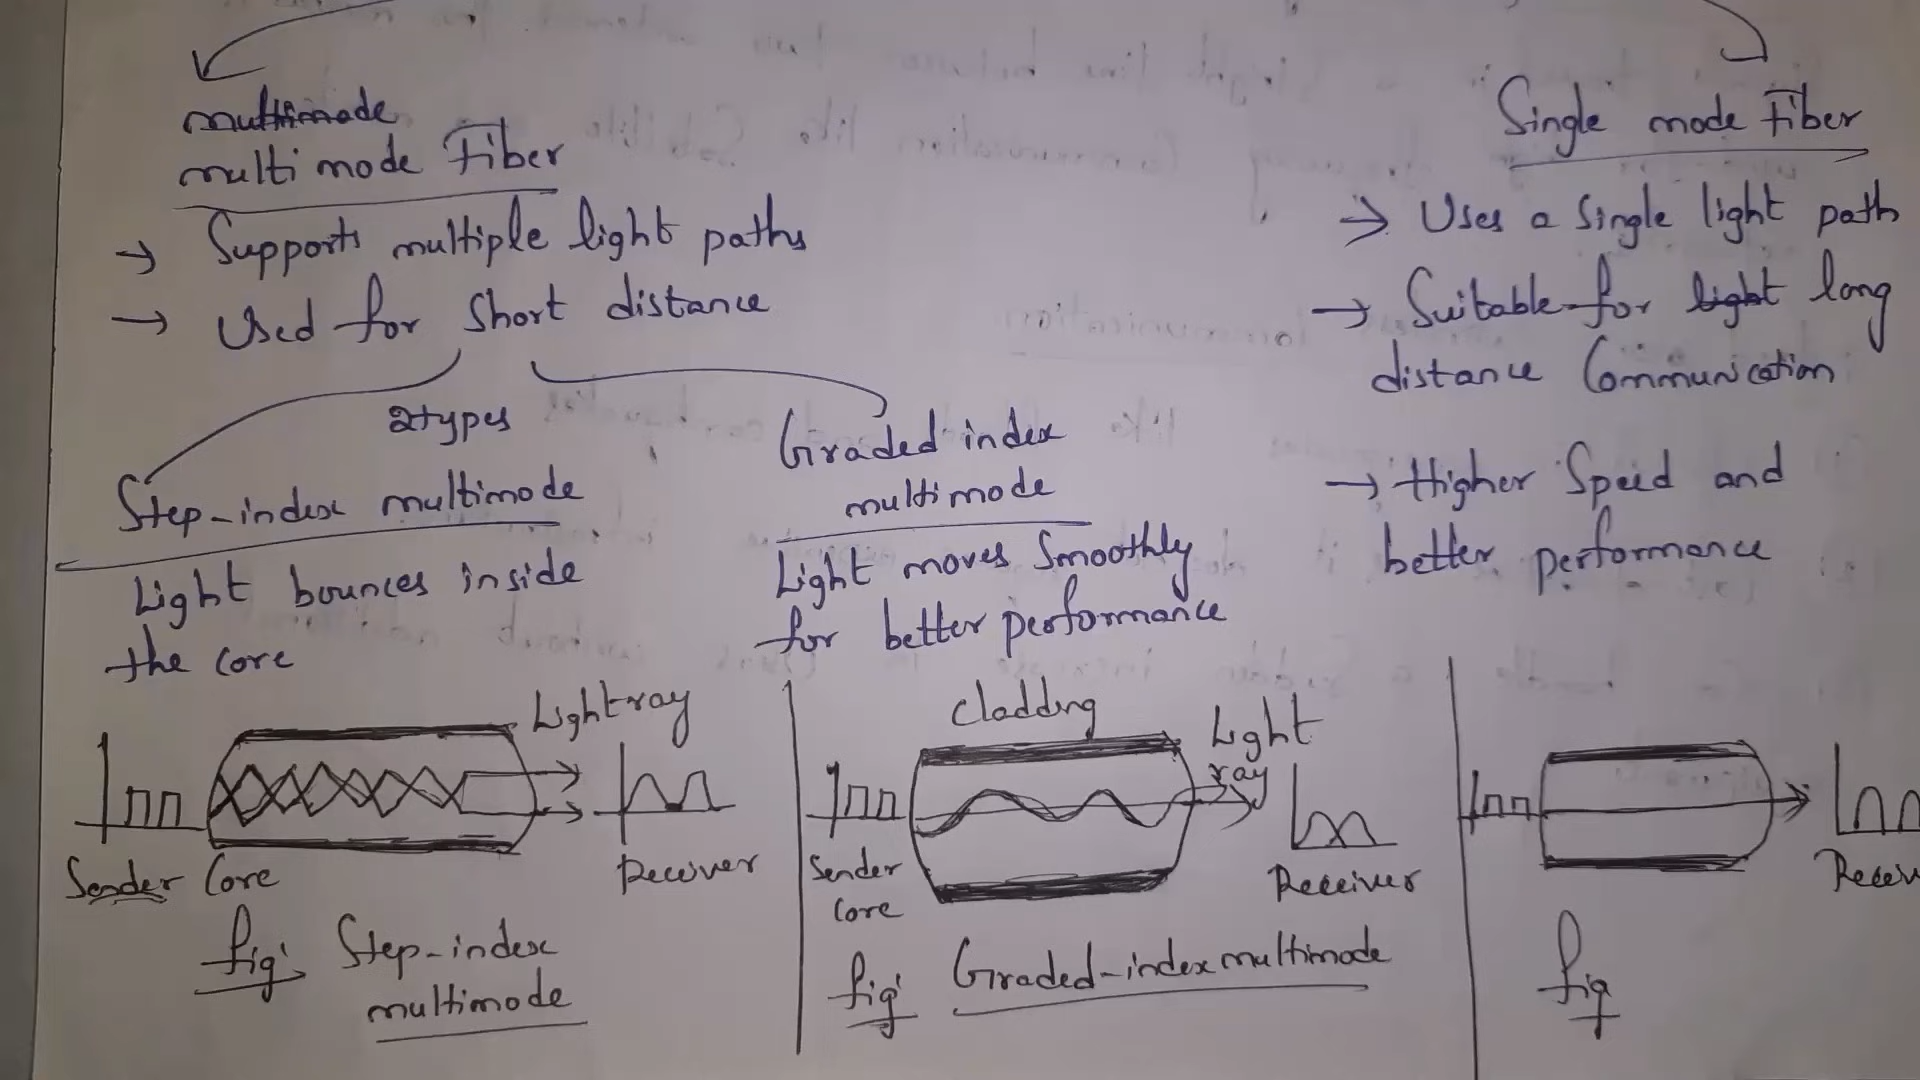 multimode
multi mode Fiber
→ Supports multiple light paths
→ Used for Short distance
2types
Step-index multimode
Light bounces inside
the core
Light ray
Sender Core
Receiver
fig: Step-index
multimode
Graded index
multimode
Light moves Smoothly
for better performance
Cladding
Light
ray
Sender
Core
Receiver
fig: Graded-index multimode
Single mode Fiber
→ Uses a Single light path
→ Suitable for light long
distance Communication
→ Higher Speed and
better performance
fig